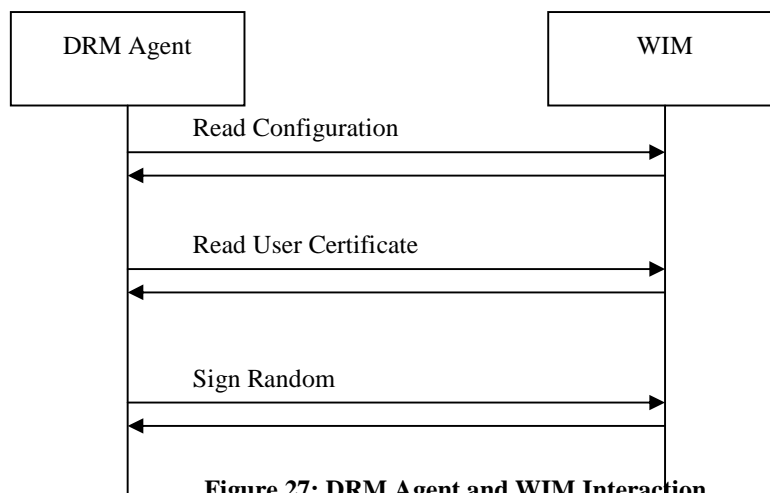 DRM Agent
WIM
Read Configuration
Read User Certificate
Sign Random
Figure 27: DRM Agent and WIM Interaction